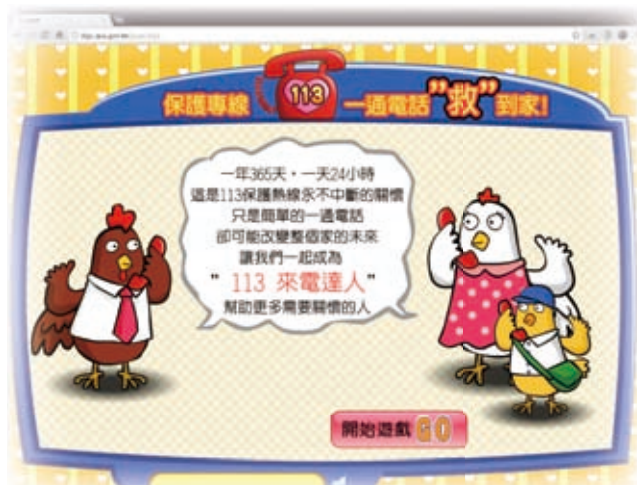 保護專線 113 一通電話"救"到家!
一年365天,一天24小時
這是113保護熱線永不中斷的關懷
只是簡單的一通電話
卻可能改變整個家的未來
讓我們一起成為
" 113 來電達人"
幫助更多需要關懷的人
開始遊戲 GO